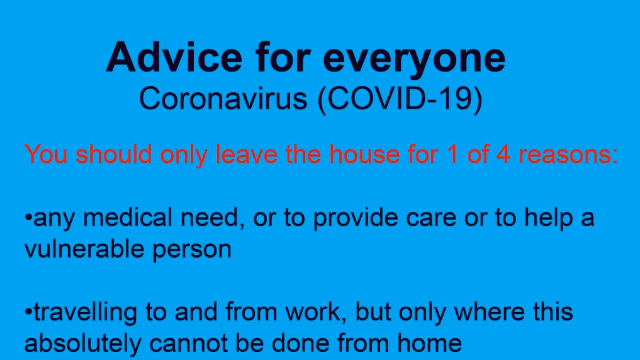 Advice for everyone
Coronavirus (COVID-19)
You should only leave the house for 1 of 4 reasons:
•any medical need, or to provide care or to help a
vulnerable person
•travelling to and from work, but only where this
absolutely cannot be done from home